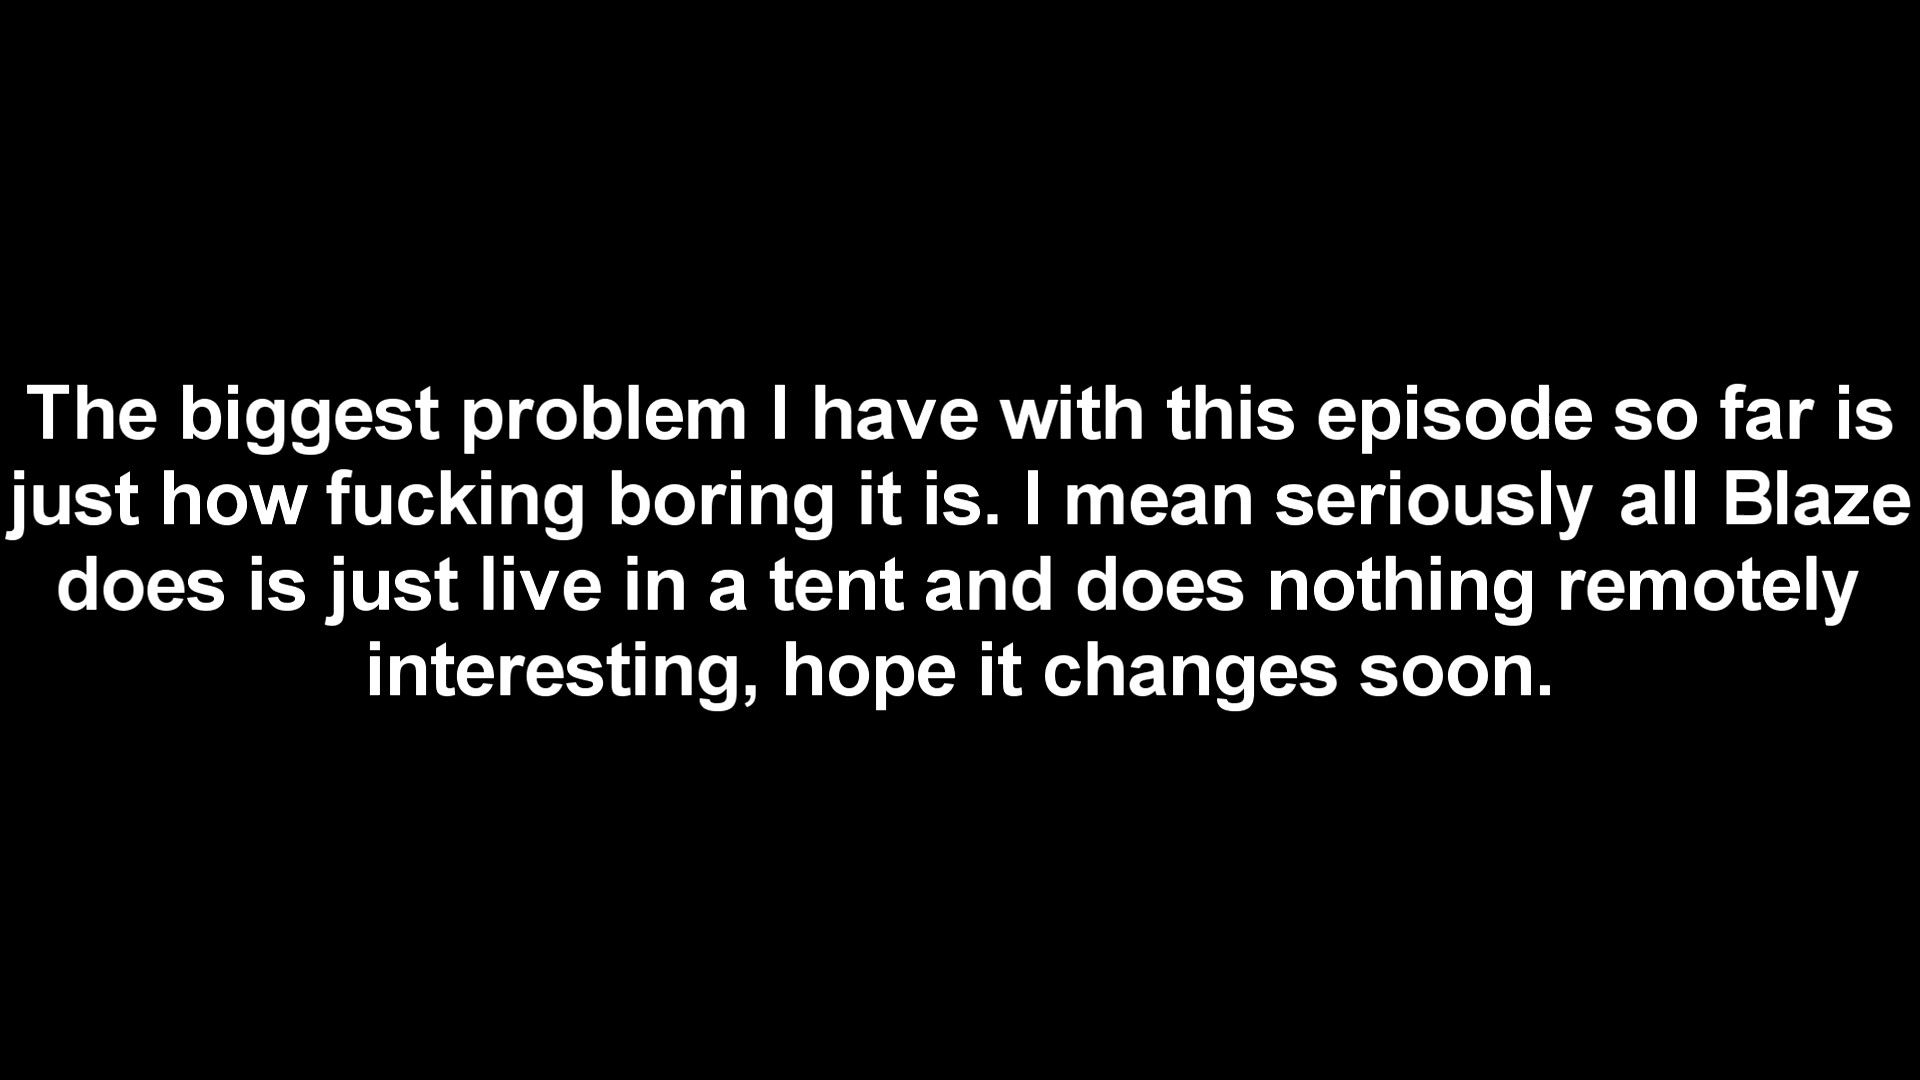 The biggest problem I have with this episode so far is
just how fucking boring it is. I mean seriously all Blaze
does is just live in a tent and does nothing remotely
interesting, hope it changes soon.